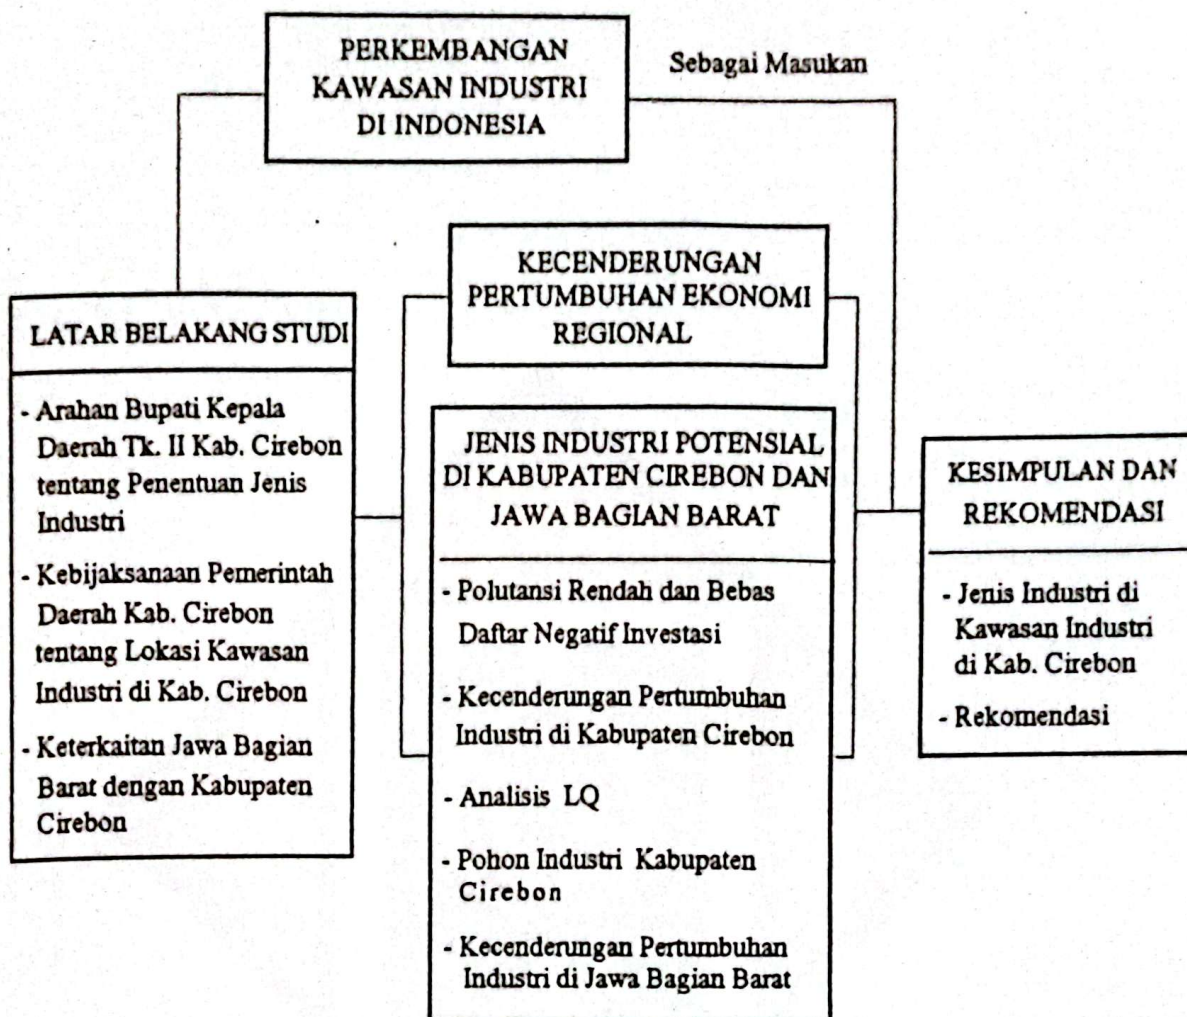 PERKEMBANGAN
KAWASAN INDUSTRI
DI INDONESIA
Sebagai Masukan
KECENDERUNGAN
PERTUMBUHAN EKONOMI
REGIONAL
LATAR BELAKANG STUDI
- Arahan Bupati Kepala
Daerah Tk. II Kab. Cirebon
tentang Penentuan Jenis
Industri
- Kebijaksanaan Pemerintah
Daerah Kab. Cirebon
tentang Lokasi Kawasan
Industri di Kab. Cirebon
- Keterkaitan Jawa Bagian
Barat dengan Kabupaten
Cirebon
JENIS INDUSTRI POTENSIAL
DI KABUPATEN CIREBON DAN
JAWA BAGIAN BARAT
- Polutansi Rendah dan Bebas
Daftar Negatif Investasi
- Kecenderungan Pertumbuhan
Industri di Kabupaten Cirebon
- Analisis LQ
- Pohon Industri Kabupaten
Cirebon
- Kecenderungan Pertumbuhan
Industri di Jawa Bagian Barat
KESIMPULAN DAN
REKOMENDASI
- Jenis Industri di
Kawasan Industri
di Kab. Cirebon
- Rekomendasi